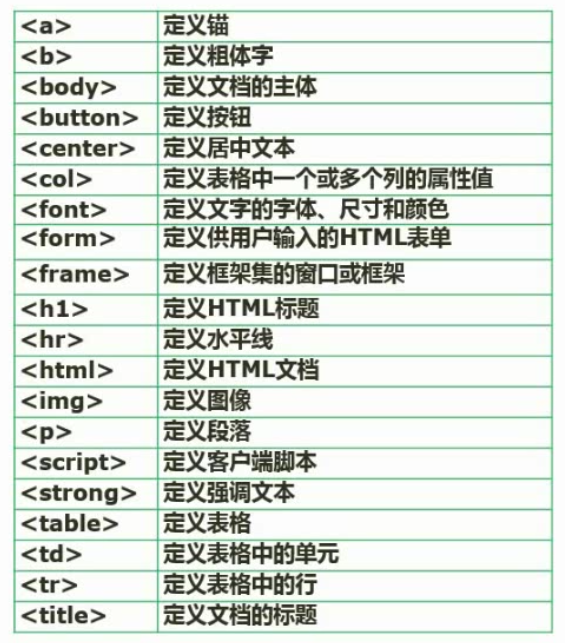 <a> 定义锚
<b> 定义粗体字
<body> 定义文档的主体
<button> 定义按钮
<center> 定义居中文本
<col> 定义表格中一个或多个列的属性值
<font> 定义文字的字体、尺寸和颜色
<form> 定义供用户输入的HTML表单
<frame> 定义框架集的窗口或框架
<h1> 定义HTML标题
<hr> 定义水平线
<html> 定义HTML文档
<img> 定义图像
<p> 定义段落
<script> 定义客户端脚本
<strong> 定义强调文本
<table> 定义表格
<td> 定义表格中的单元
<tr> 定义表格中的行
<title> 定义文档的标题